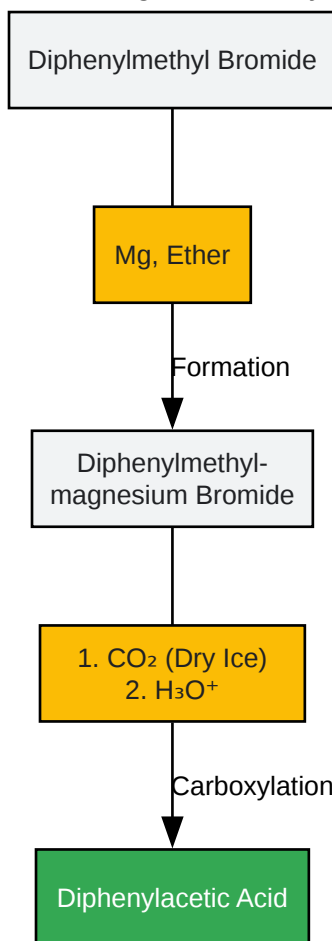 Diphenylmethyl Bromide
Mg, Ether
Formation
Diphenylmethyl-
magnesium Bromide
1. CO₂ (Dry Ice)
2. H₃O⁺
Carboxylation
Diphenylacetic Acid